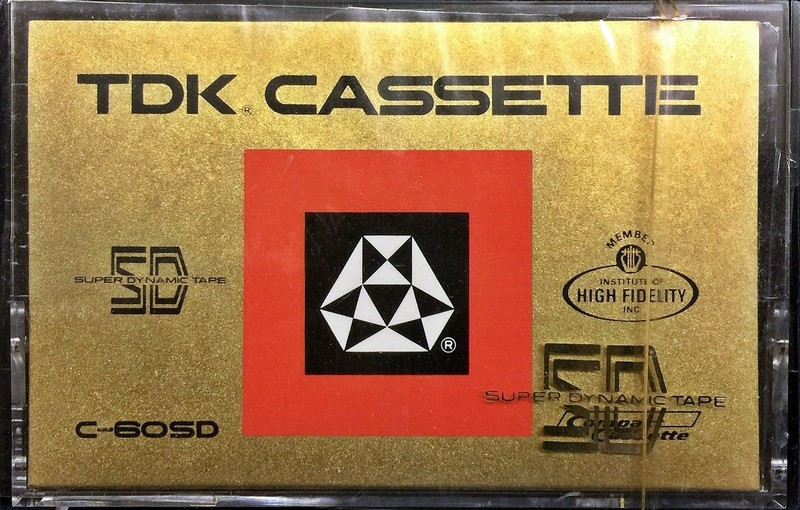 TDK® CASSETTE
SD
SUPER DYNAMIC TAPE
MEMBER
INSTITUTE OF
HIGH FIDELITY
INC
®
SD
SUPER DYNAMIC TAPE
C-60SD
Compact
Cassette